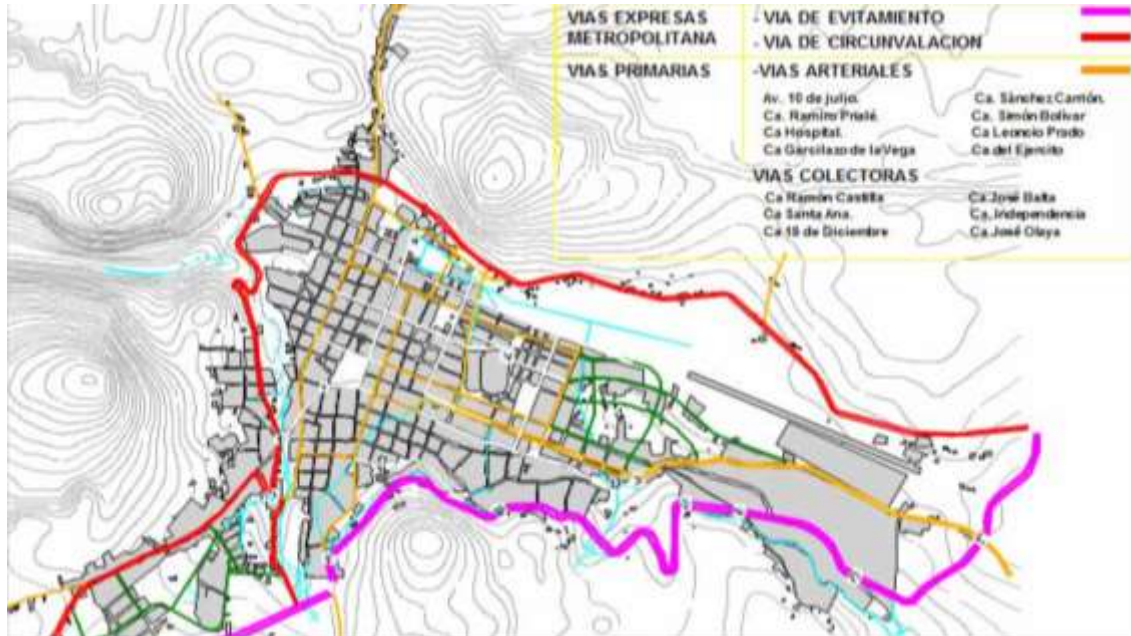 VIAS EXPRESAS METROPOLITANA
- VIA DE EVITAMIENTO
- VIA DE CIRCUNVALACION
VIAS PRIMARIAS
-VIAS ARTERIALES
Av. 10 de julio.
Ca. Ramiro Prialé
Ca Hospital.
Ca Garcilazo de la Vega
Ca. Sánchez Carrión.
Ca. Simón Bolívar
Ca Leoncio Prado
Ca del Ejercito
VIAS COLECTORAS
Ca Ramón Castilla
Ca Santa Ana.
Ca 18 de Diciembre
Ca José Balta
Ca. Independencia
Ca José Olaya